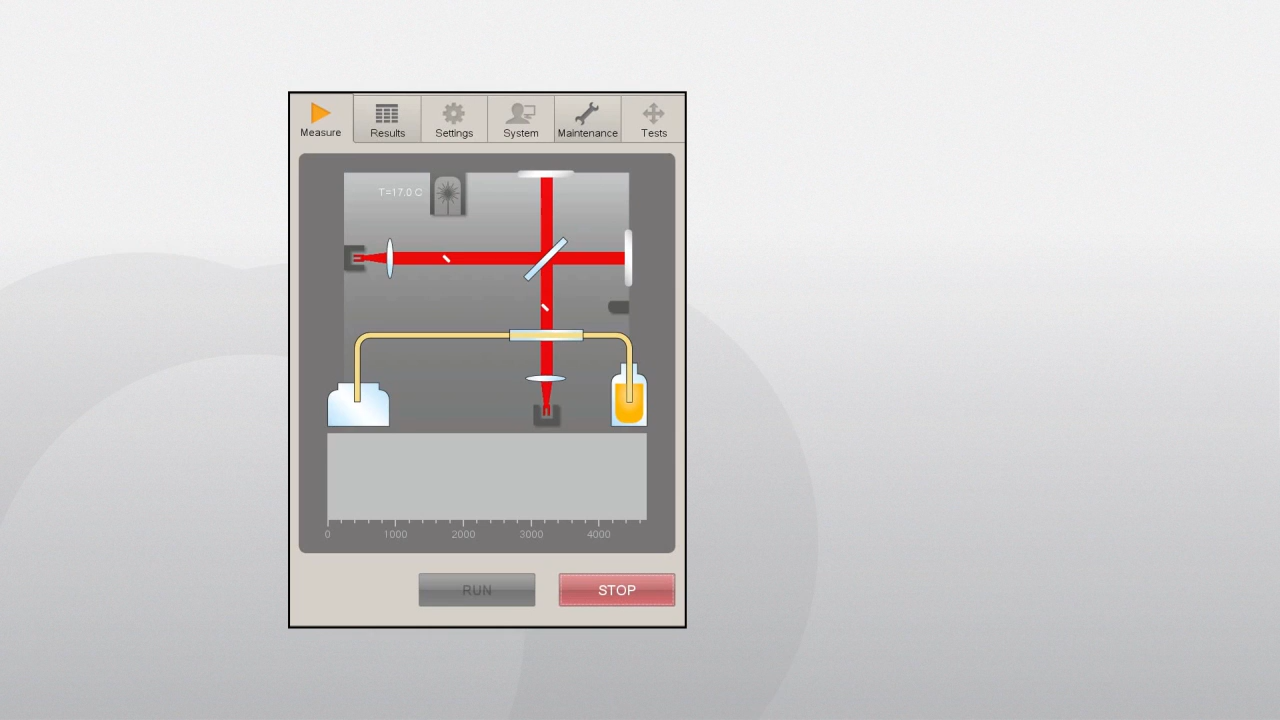 Measure
Results
Settings
System
Maintenance
Tests
T=17.0 C
0 1000 2000 3000 4000
RUN
STOP